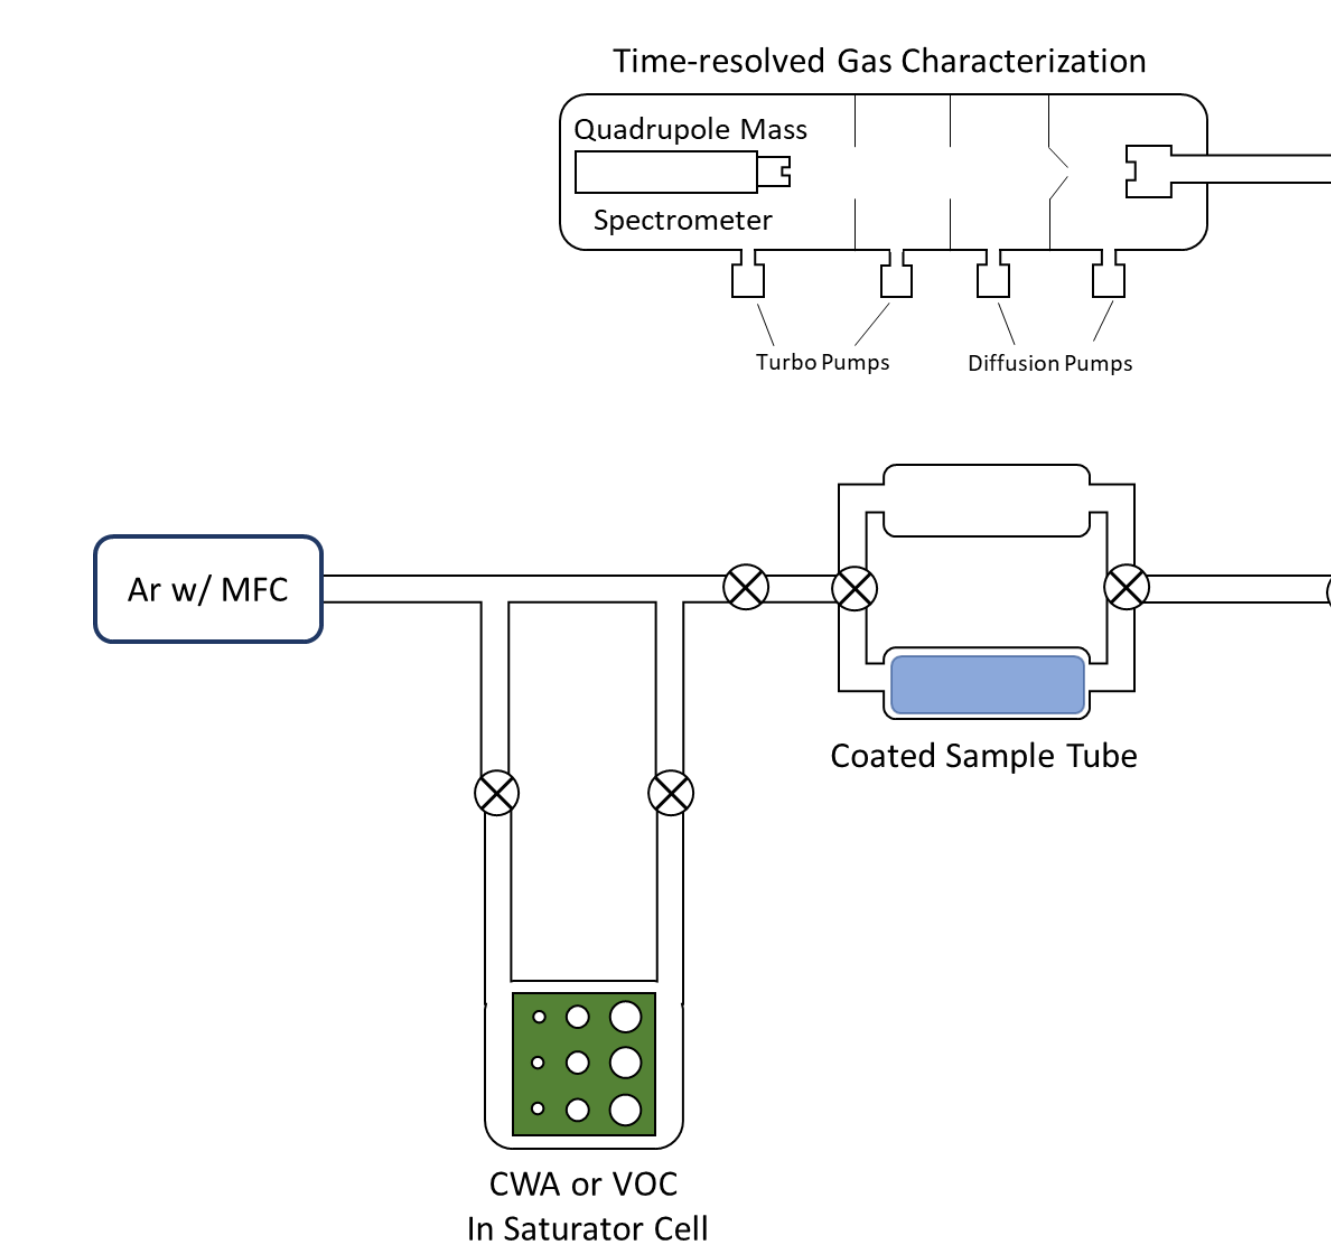 Time-resolved Gas Characterization
Quadrupole Mass
Spectrometer
Turbo Pumps
Diffusion Pumps
Ar w/ MFC
Coated Sample Tube
CWA or VOC
In Saturator Cell